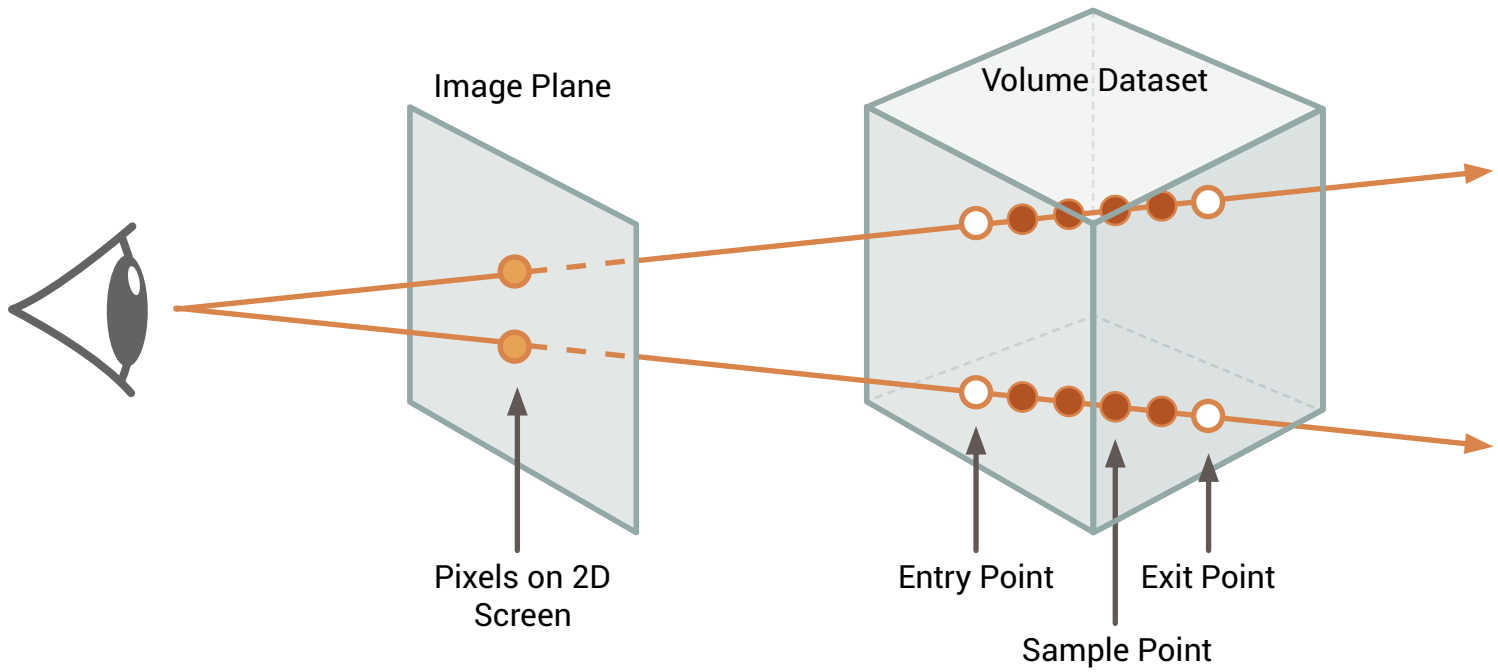 Image Plane
Volume Dataset
Pixels on 2D
Screen
Entry Point
Exit Point
Sample Point